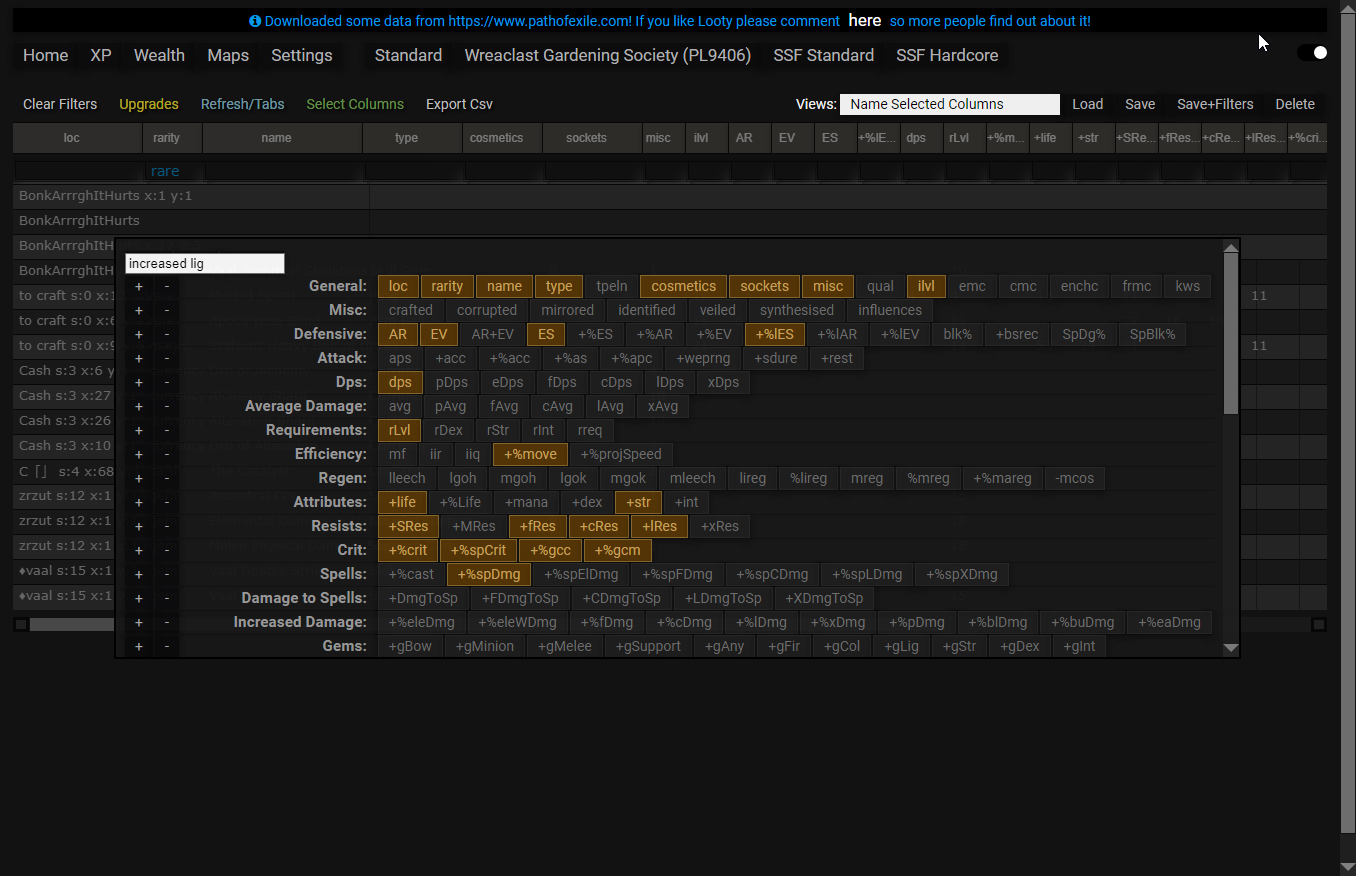 Downloaded some data from https://www.pathofexile.com! If you like Looty please comment here so more people find out about it!
Home XP Wealth Maps Settings Standard Wreaclast Gardening Society (PL9406) SSF Standard SSF Hardcore
Clear Filters Upgrades Refresh/Tabs Select Columns Export Csv Views: Name Selected Columns Load Save Save+Filters Delete
loc rarity name type cosmetics sockets misc ilvl AR EV ES +%lE... dps rLvl +%m... +life +str +SRe... +fRes... +cRe... +lRes... +%cri...
rare
BonkArrrghItHurts x:1 y:1
BonkArrrghItHurts
BonkArrrghItH
increased lig
BonkArrrghItH
+ - General: loc rarity name type tpeln cosmetics sockets misc qual ilvl emc cmc enchc frmc kws
to craft s:0 x:1 11
+ - Misc: crafted corrupted mirrored identified veiled synthesised influences
to craft s:0 x:6
+ - Defensive: AR EV AR+EV ES +%ES +%AR +%EV +%lES +%lAR +%lEV blk% +bsrec SpDg% SpBlk%
to craft s:0 x:9 11
+ - Attack: aps +acc +%acc +%as +%apc +weprng +sdure +rest
Cash s:3 x:6 y
+ - Dps: dps pDps eDps fDps cDps lDps xDps
Cash s:3 x:27
+ - Average Damage: avg pAvg fAvg cAvg lAvg xAvg
Cash s:3 x:26
+ - Requirements: rLvl rDex rStr rInt rreq
Cash s:3 x:10
+ - Efficiency: mf iir iiq +%move +%projSpeed
C ⌈⌋ s:4 x:68
+ - Regen: lleech lgoh mgoh lgok mgok mleech lireg %lireg mreg %mreg +%mareg -mcos
zrzut s:12 x:1
+ - Attributes: +life +%Life +mana +dex +str +int
zrzut s:12 x:1
+ - Resists: +SRes +MRes +fRes +cRes +lRes +xRes
zrzut s:12 x:1
+ - Crit: +%crit +%spCrit +%gcc +%gcm
♦vaal s:15 x:1
+ - Spells: +%cast +%spDmg +%spElDmg +%spFDmg +%spCDmg +%spLDmg +%spXDmg
♦vaal s:15 x:1
+ - Damage to Spells: +DmgToSp +FDmgToSp +CDmgToSp +LDmgToSp +XDmgToSp
+ - Increased Damage: +%eleDmg +%eleWDmg +%fDmg +%cDmg +%lDmg +%xDmg +%pDmg +%blDmg +%buDmg +%eaDmg
+ - Gems: +gBow +gMinion +gMelee +gSupport +gAny +gFir +gCol +gLig +gStr +gDex +gInt